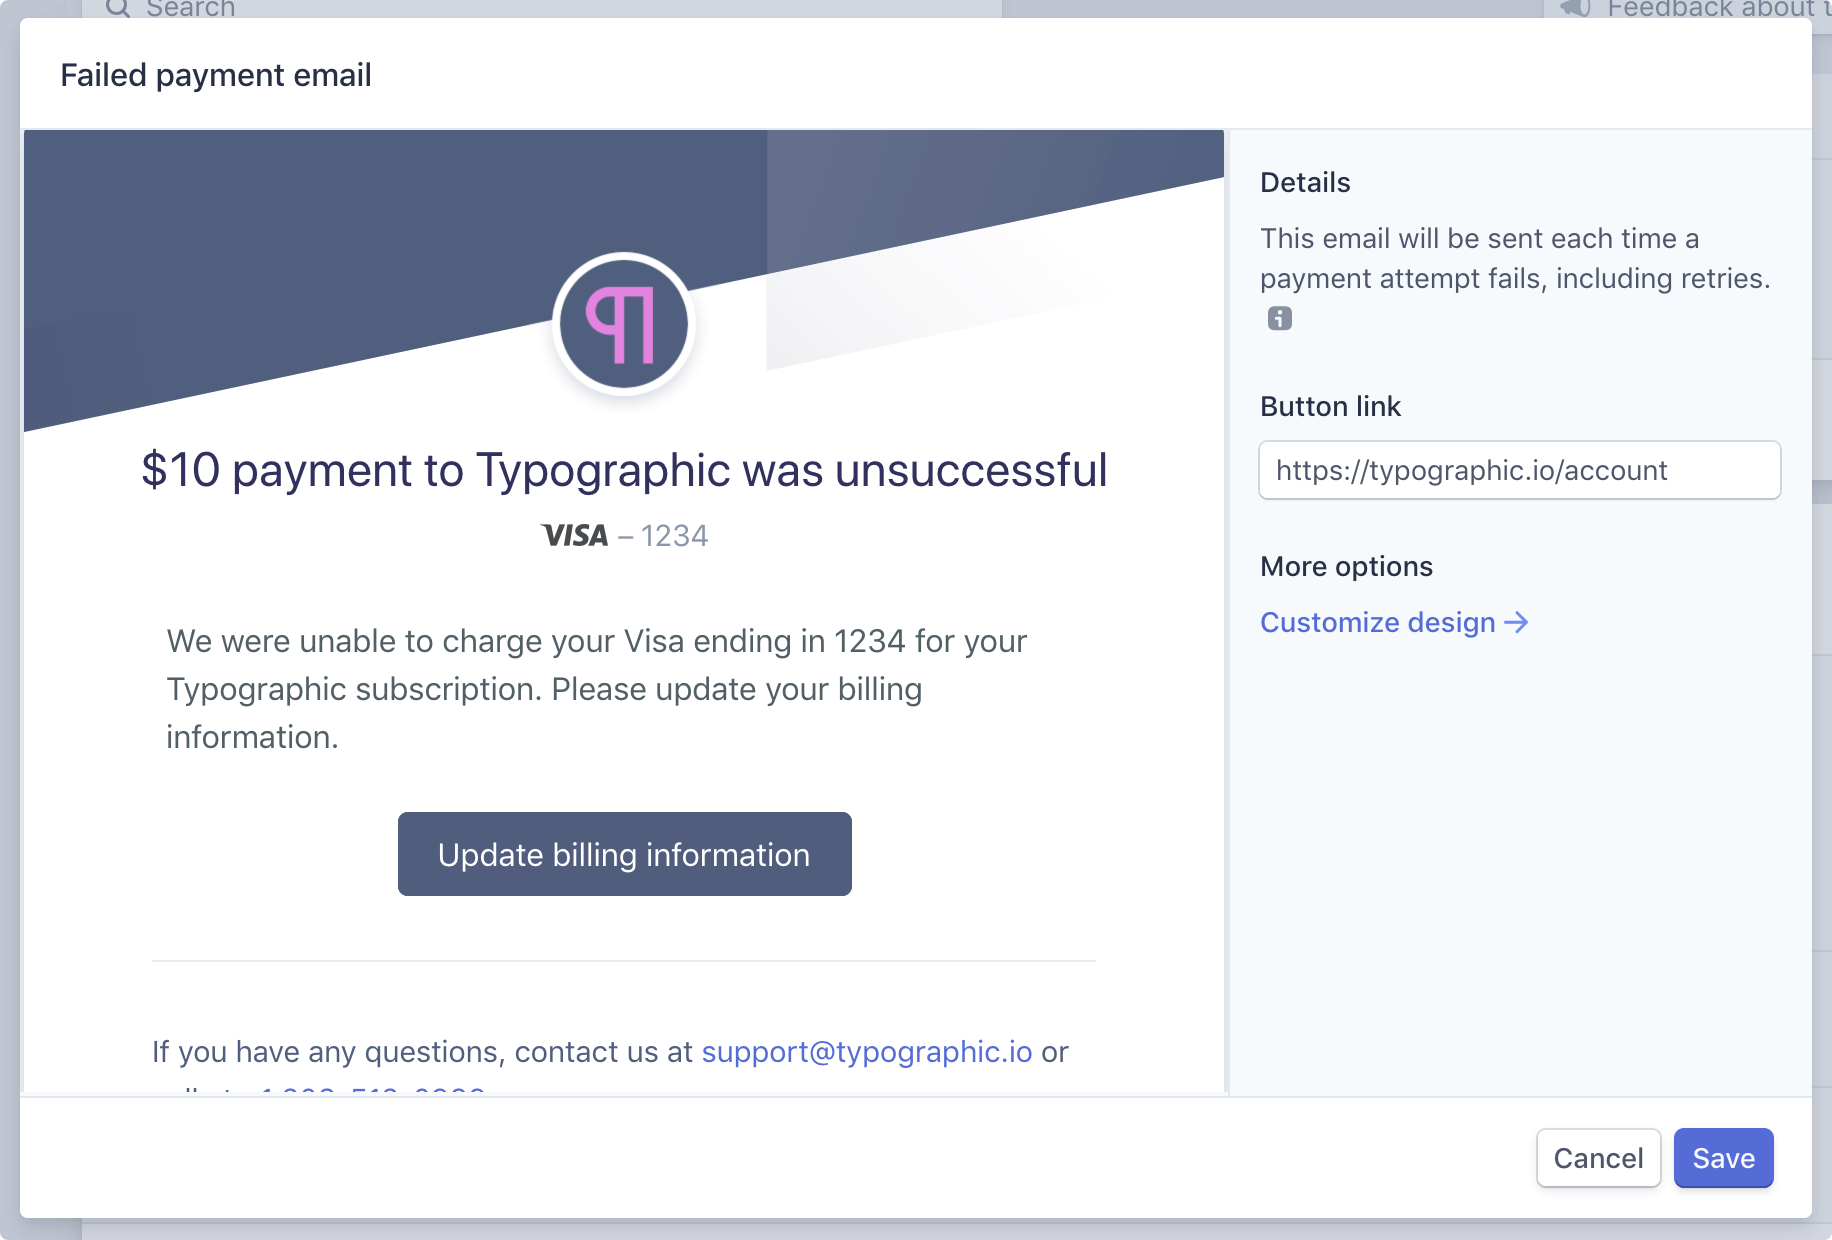 Search
Feedback about
Failed payment email
$10 payment to Typographic was unsuccessful
VISA – 1234
We were unable to charge your Visa ending in 1234 for your
Typographic subscription. Please update your billing
information.
Update billing information
If you have any questions, contact us at support@typographic.io or
Details
This email will be sent each time a
payment attempt fails, including retries.
Button link
https://typographic.io/account
More options
Customize design →
Cancel
Save